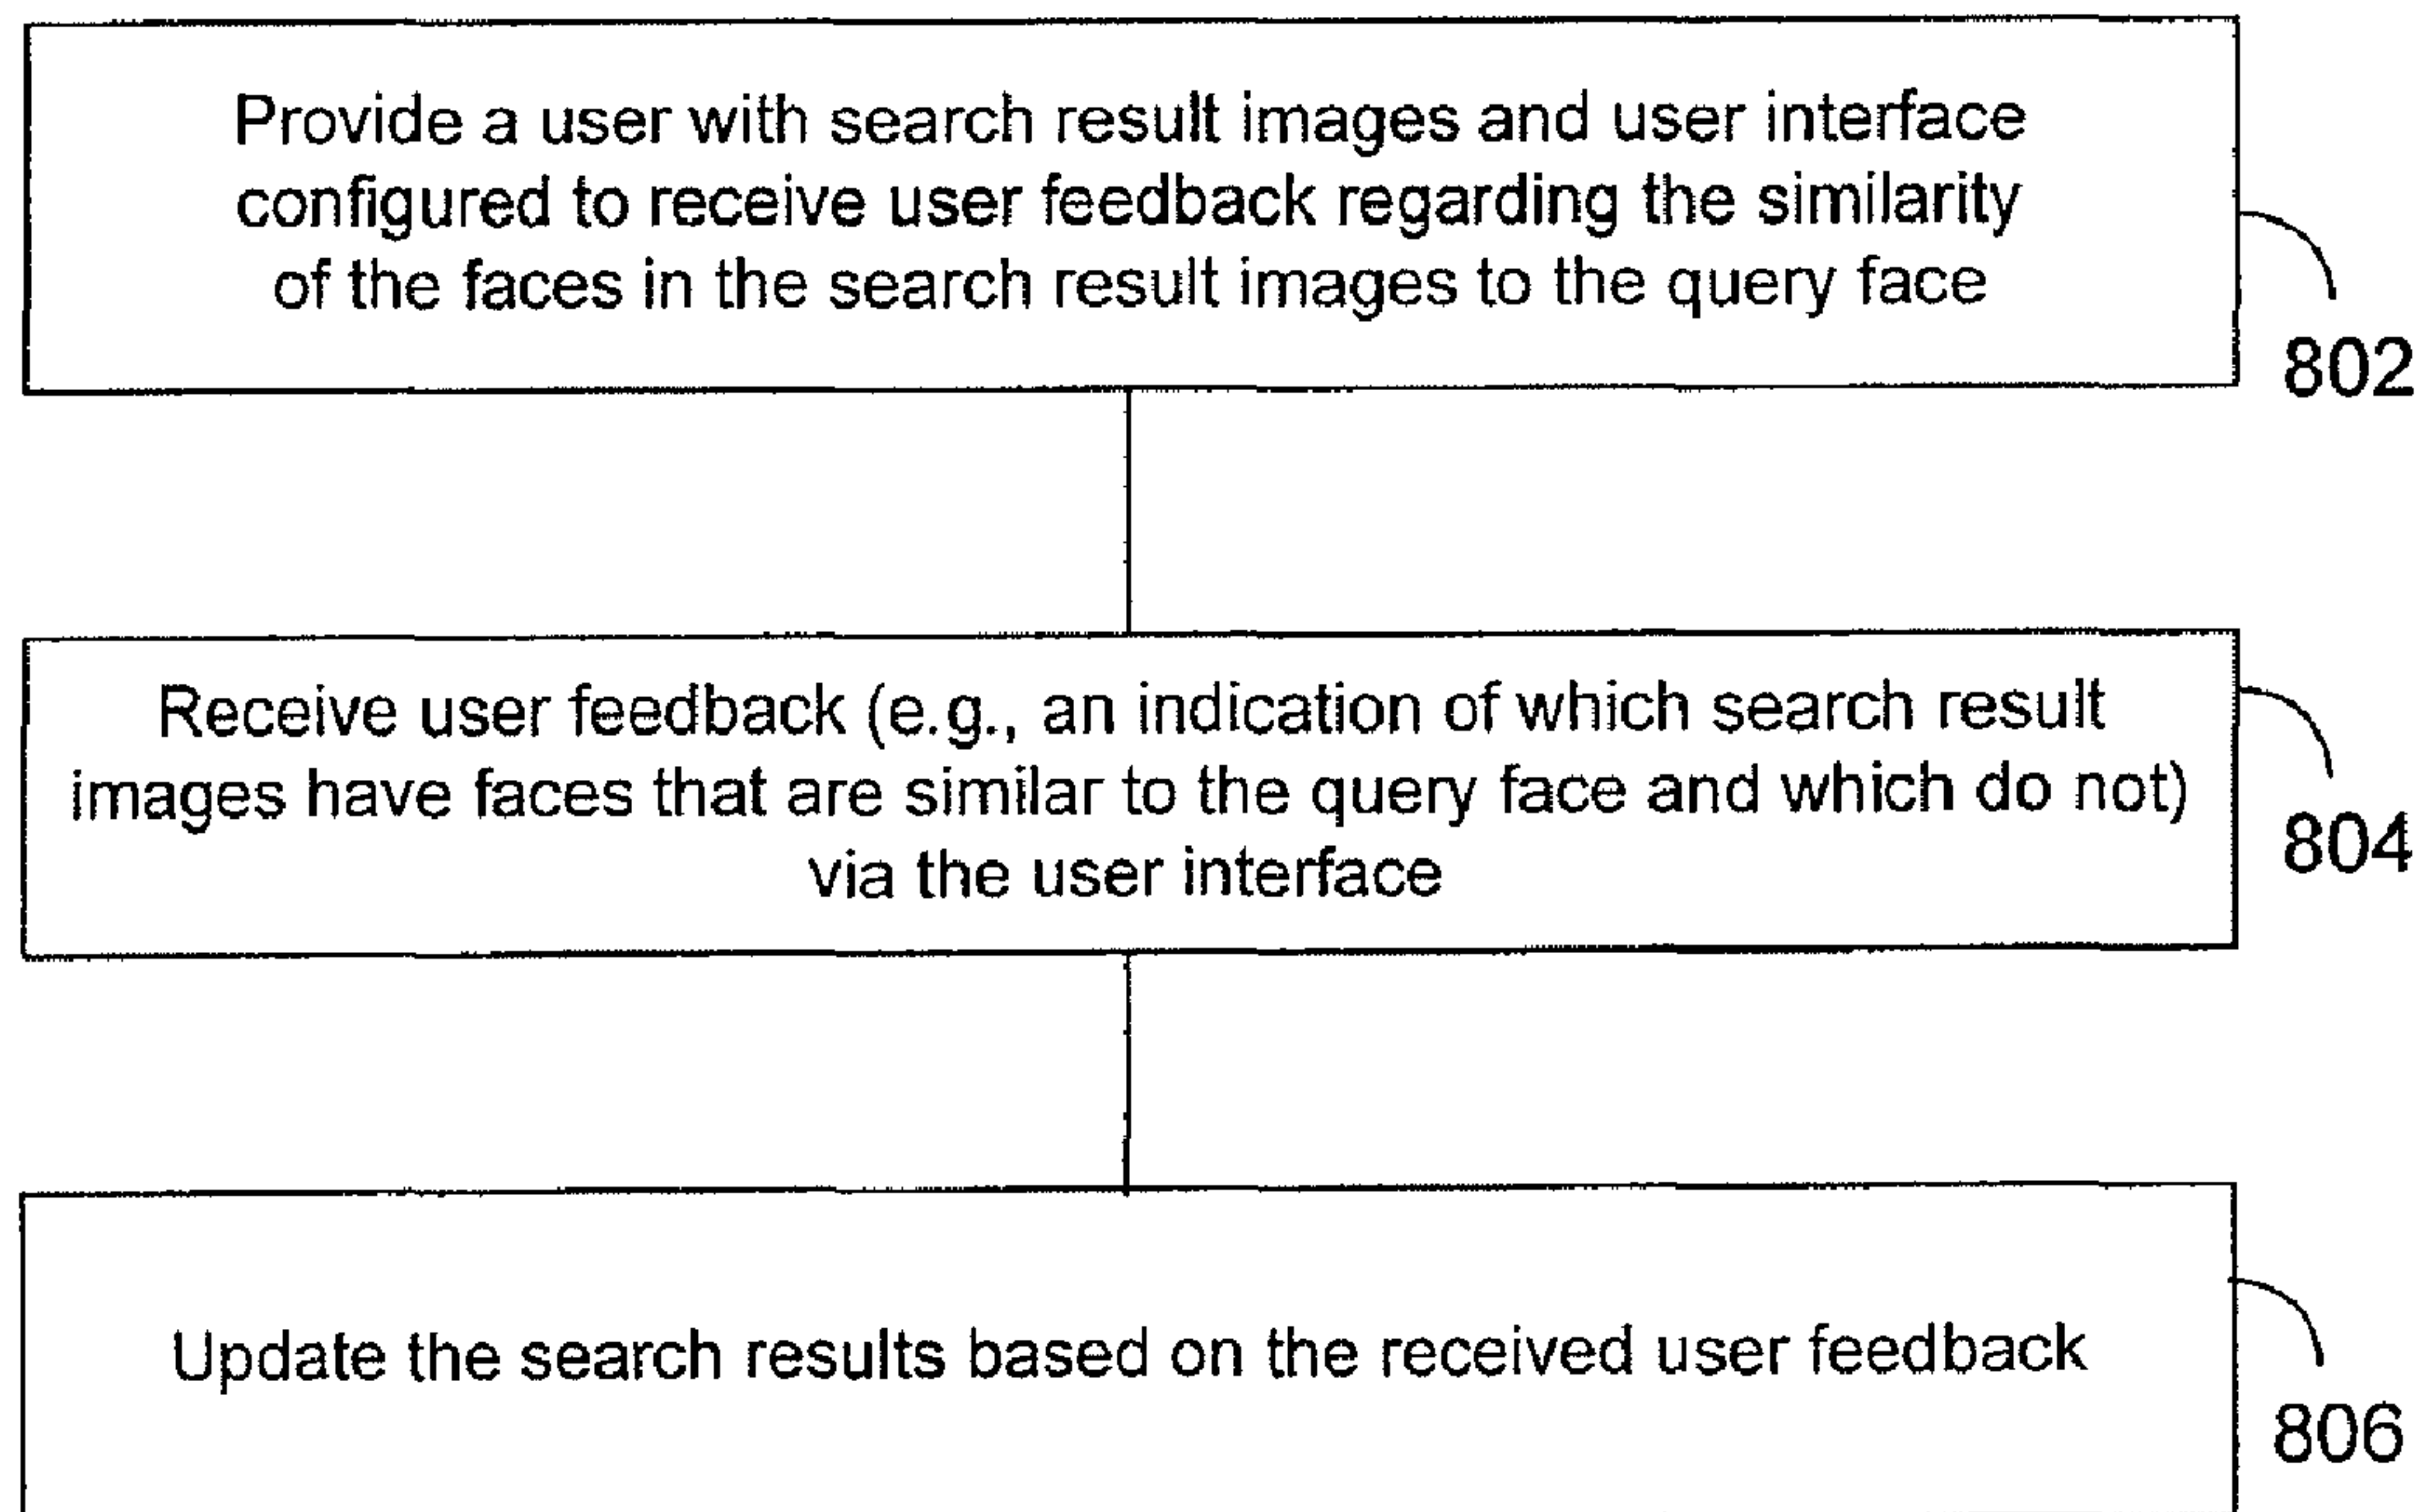 Provide a user with search result images and user interface
configured to receive user feedback regarding the similarity
of the faces in the search result images to the query face
802
Receive user feedback (e.g., an indication of which search result
images have faces that are similar to the query face and which do not)
via the user interface
804
Update the search results based on the received user feedback
806